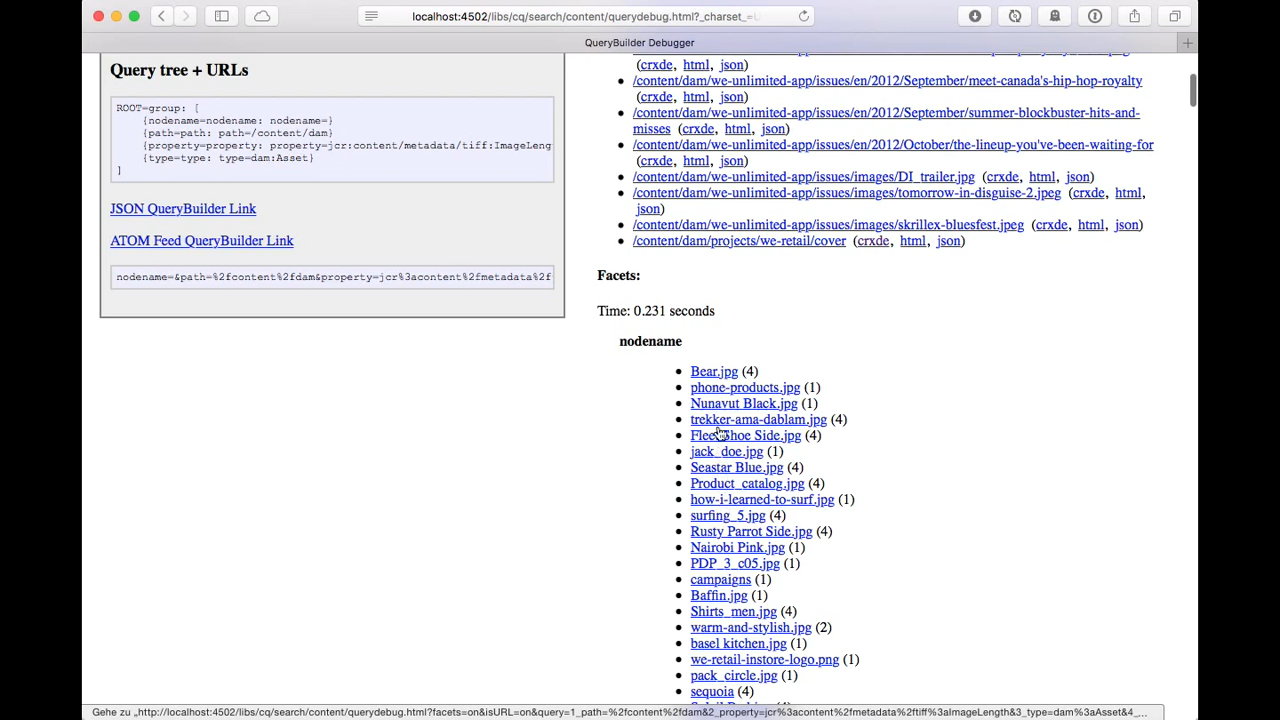 localhost:4502/libs/cq/search/content/querydebug.html?_charset_=
QueryBuilder Debugger
Query tree + URLs
ROOT=group: [
{nodename=nodename: nodename=}
{path=path: path=/content/dam}
{property=property: property=jcr:content/metadata/tiff:ImageLeng
{type=type: type=dam:Asset}
]
JSON QueryBuilder Link
ATOM Feed QueryBuilder Link
nodename=&path=%2fcontent%2fdam&property=jcr%3acontent%2fmetadata%2f
(crxde, html, json)
/content/dam/we-unlimited-app/issues/en/2012/September/meet-canada's-hip-hop-royalty
(crxde, html, json)
/content/dam/we-unlimited-app/issues/en/2012/September/summer-blockbuster-hits-and-
misses (crxde, html, json)
/content/dam/we-unlimited-app/issues/en/2012/October/the-lineup-you've-been-waiting-for
(crxde, html, json)
/content/dam/we-unlimited-app/issues/images/DI_trailer.jpg (crxde, html, json)
/content/dam/we-unlimited-app/issues/images/tomorrow-in-disguise-2.jpeg (crxde, html,
json)
/content/dam/we-unlimited-app/issues/images/skrillex-bluesfest.jpeg (crxde, html, json)
/content/dam/projects/we-retail/cover (crxde, html, json)
Facets:
Time: 0.231 seconds
nodename
Bear.jpg (4)
phone-products.jpg (1)
Nunavut Black.jpg (1)
trekker-ama-dablam.jpg (4)
Flee Shoe Side.jpg (4)
jack_doe.jpg (1)
Seastar Blue.jpg (4)
Product_catalog.jpg (4)
how-i-learned-to-surf.jpg (1)
surfing_5.jpg (4)
Rusty Parrot Side.jpg (4)
Nairobi Pink.jpg (1)
PDP_3_c05.jpg (1)
campaigns (1)
Baffin.jpg (1)
Shirts_men.jpg (4)
warm-and-stylish.jpg (2)
basel kitchen.jpg (1)
we-retail-instore-logo.png (1)
pack_circle.jpg (1)
sequoia (4)
Gehe zu „http://localhost:4502/libs/cq/search/content/querydebug.html?facets=on&isURL=on&query=1_path=%2fcontent%2fdam&2_property=jcr%3acontent%2fmetadata%2ftiff%3aImageLength&3_type=dam%3aAsset&4_...